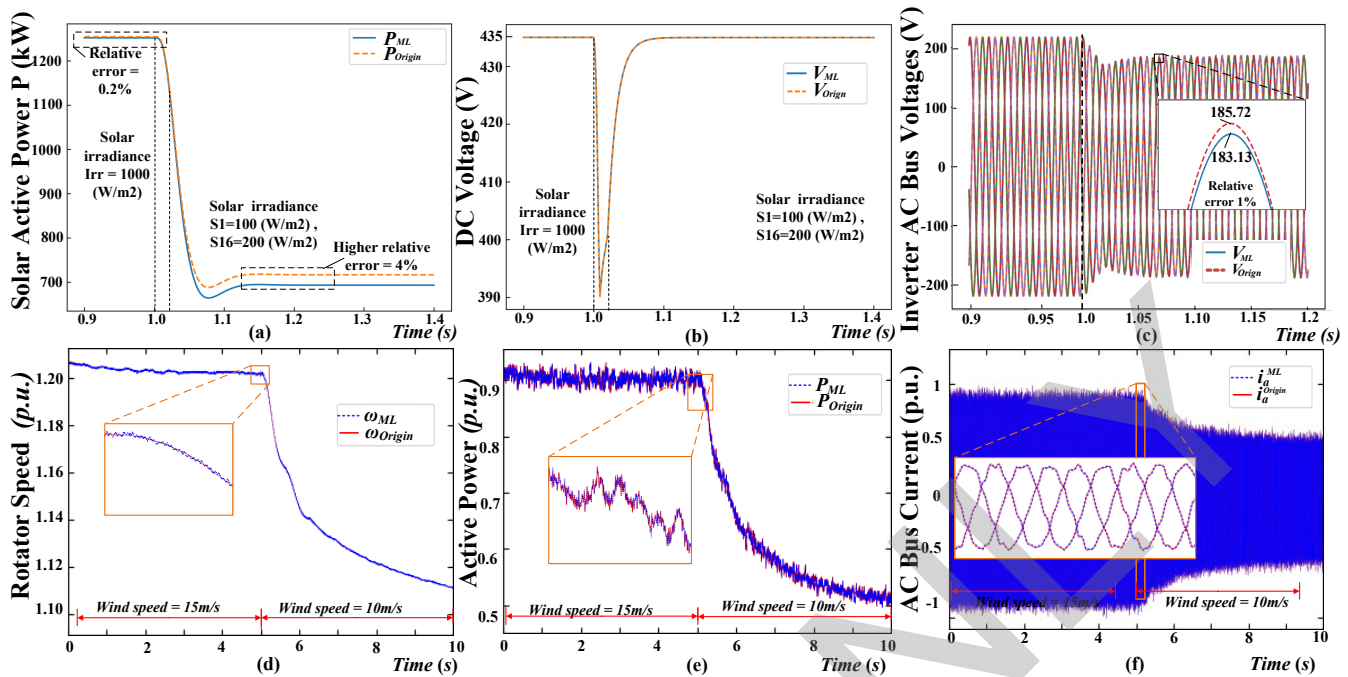 Solar Active Power P (kW)
1200
1100
1000
900
800
700
Relative
error =
0.2%
P_ML
P_Origin
Solar
irradiance
Irr = 1000
(W/m2)
Solar irradiance
S1=100 (W/m2) ,
S16=200 (W/m2)
Higher relative
error = 4%
0.9 1.0 1.1 1.2 1.3 1.4
(a)
Time (s)
DC Voltage (V)
435
425
415
400
390
V_ML
V_Orign
Solar
irradiance
Irr = 1000
(W/m2)
Solar irradiance
S1=100 (W/m2) ,
S16=200 (W/m2)
0.9 1.0 1.1 1.2 1.3 1.4
(b)
Time (s)
Inverter AC Bus Voltages (V)
200
100
0
-100
-200
185.72
183.13
Relative
error 1%
V_ML
V_Orign
0.9 0.95 1.0 1.05 1.10 1.13 1.20
(c)
Time (s)
Rotator Speed (p.u.)
1.20
1.18
1.16
1.14
1.12
1.10
ω_ML
ω_Origin
Wind speed = 15m/s
Wind speed = 10m/s
0 2 4 6 8 10
(d)
Time (s)
Active Power (p.u.)
0.9
0.8
0.7
0.6
0.5
P_ML
P_Origin
Wind speed = 15m/s
Wind speed = 10m/s
0 2 4 6 8 10
(e)
Time (s)
AC Bus Current (p.u.)
1
0.5
0
-0.5
-1
i_a^ML
i_a^Origin
Wind speed = 15m/s
Wind speed = 10m/s
0 2 4 6 8 10
(f)
Time (s)